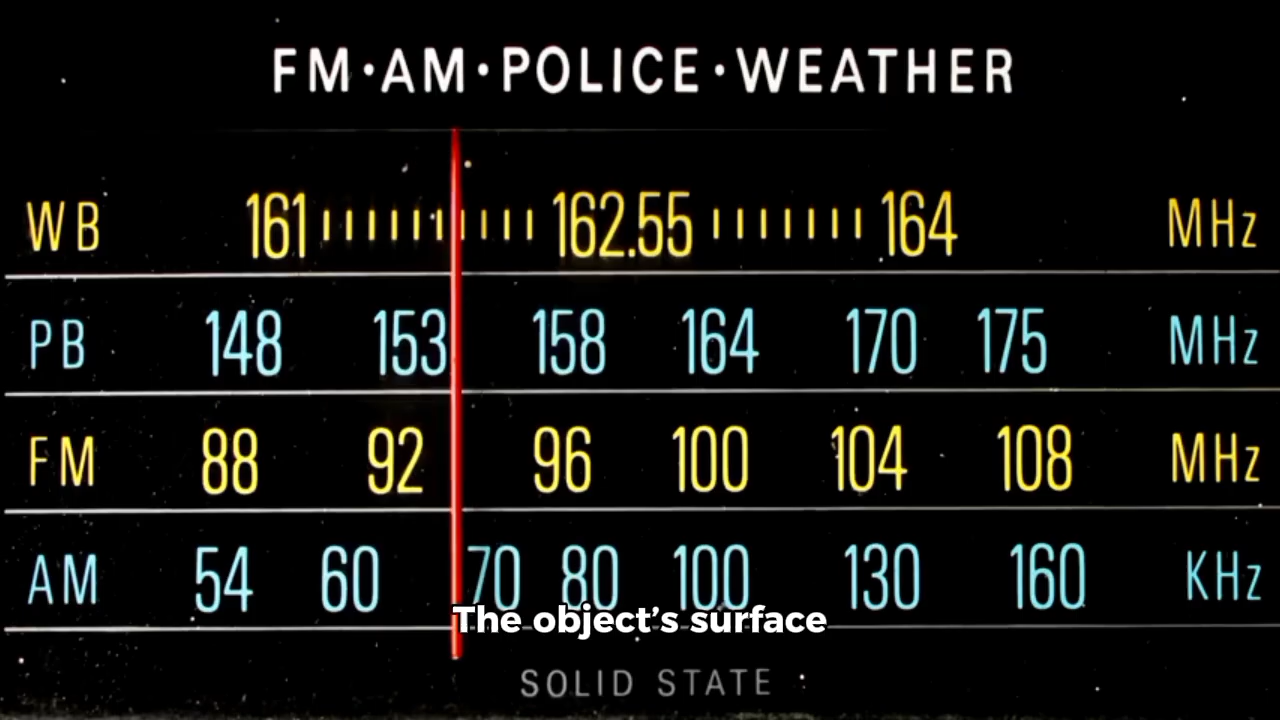 FM·AM·POLICE·WEATHER
WB 161 162.55 164 MHz
PB 148 153 158 164 170 175 MHz
FM 88 92 96 100 104 108 MHz
AM 54 60 70 80 100 130 160 KHz
The object’s surface
SOLID STATE